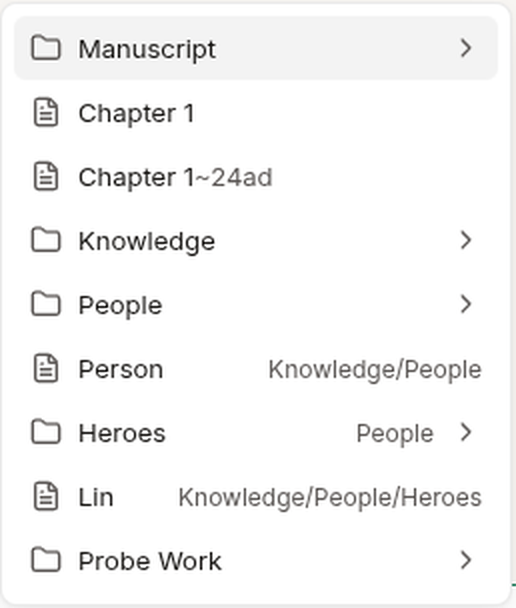 Manuscript
Chapter 1
Chapter 1~24ad
Knowledge
People
Person Knowledge/People
Heroes People
Lin Knowledge/People/Heroes
Probe Work